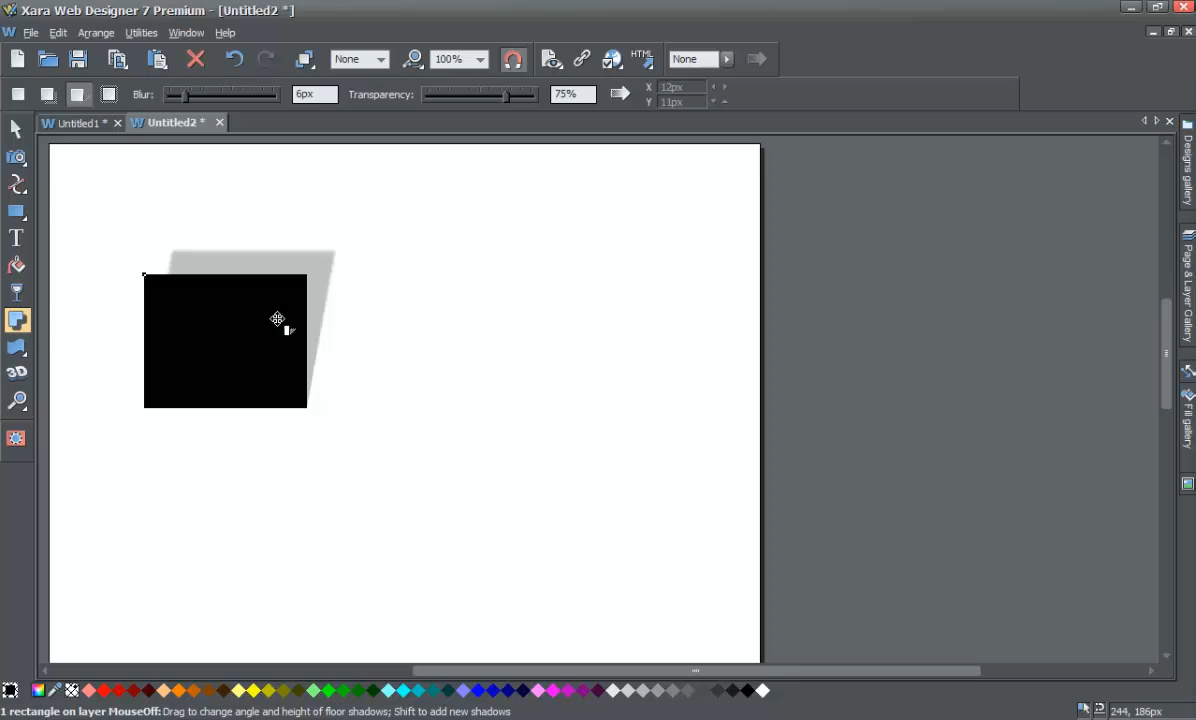 Xara Web Designer 7 Premium - [Untitled2 *]
File Edit Arrange Utilities Window Help
None 100% HTML None
Blur: 6px Transparency: 75% X 12px
Y 11px
Untitled1 * Untitled2 *
Designs gallery
Page & Layer Gallery
Fill gallery
T
3D
1 rectangle on layer MouseOff: Drag to change angle and height of floor shadows; Shift to add new shadows 244, 186px